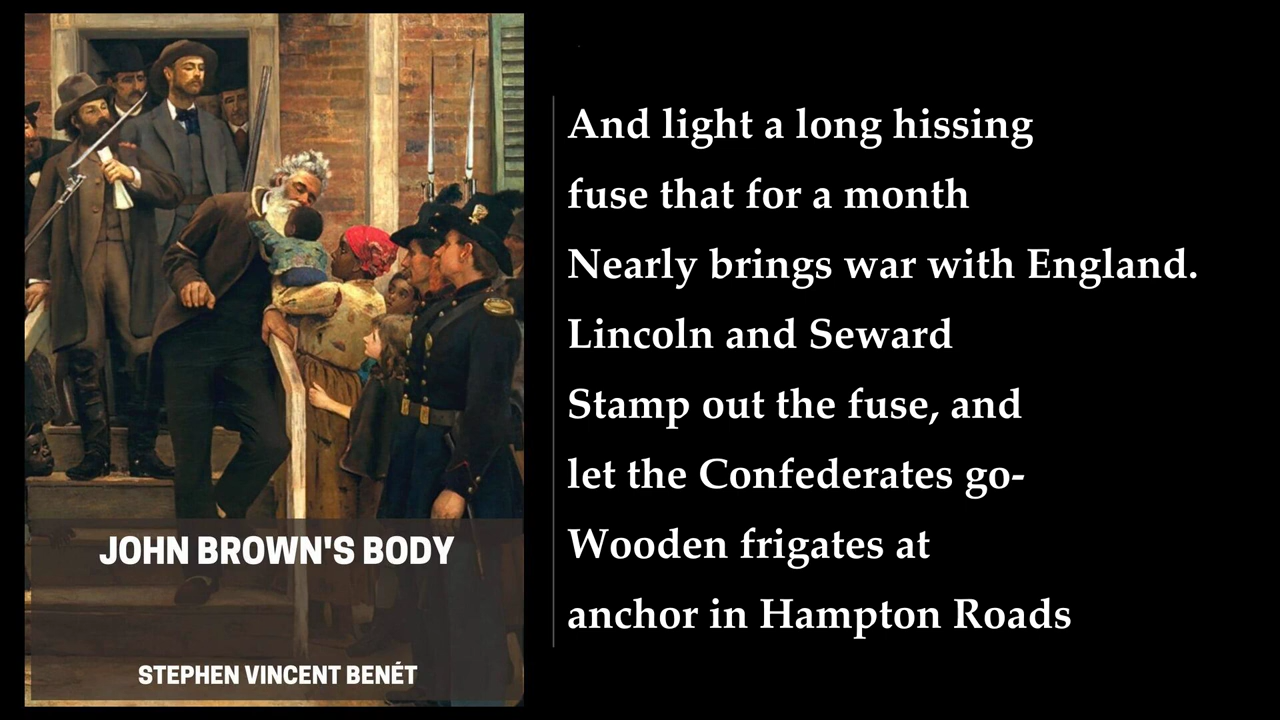 JOHN BROWN'S BODY
STEPHEN VINCENT BENÉT
And light a long hissing
fuse that for a month
Nearly brings war with England.
Lincoln and Seward
Stamp out the fuse, and
let the Confederates go-
Wooden frigates at
anchor in Hampton Roads